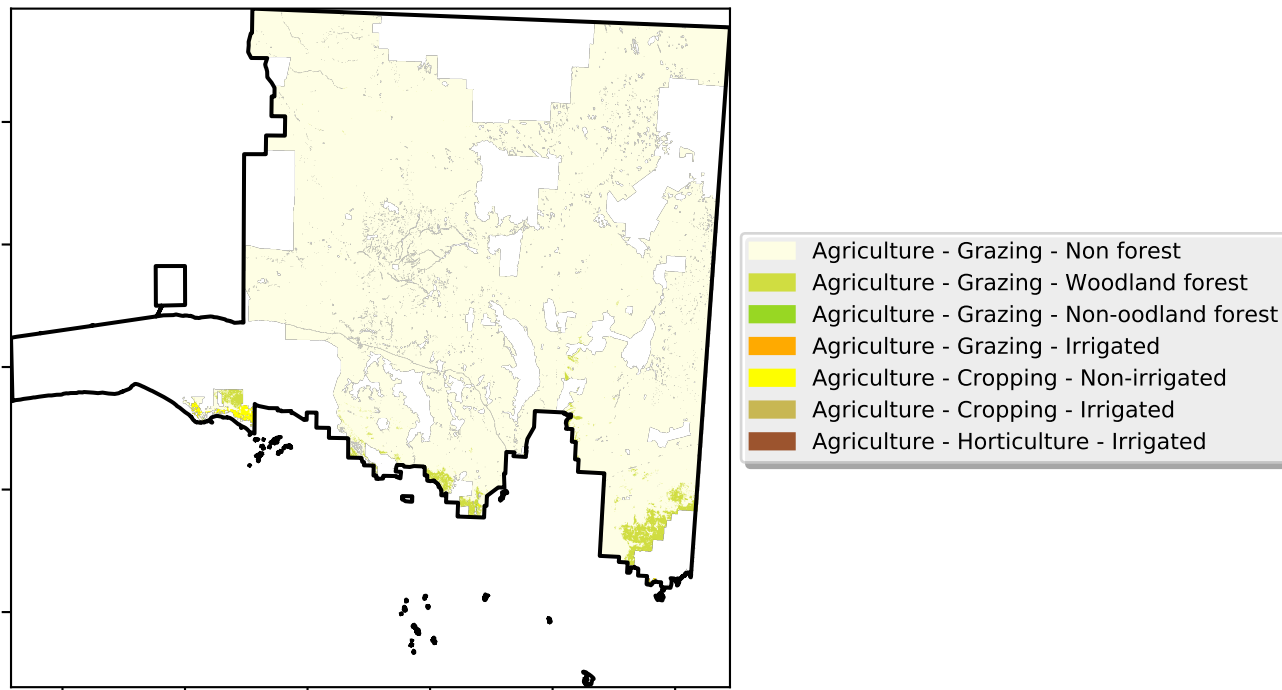 Agriculture - Grazing - Non forest
Agriculture - Grazing - Woodland forest
Agriculture - Grazing - Non-oodland forest
Agriculture - Grazing - Irrigated
Agriculture - Cropping - Non-irrigated
Agriculture - Cropping - Irrigated
Agriculture - Horticulture - Irrigated